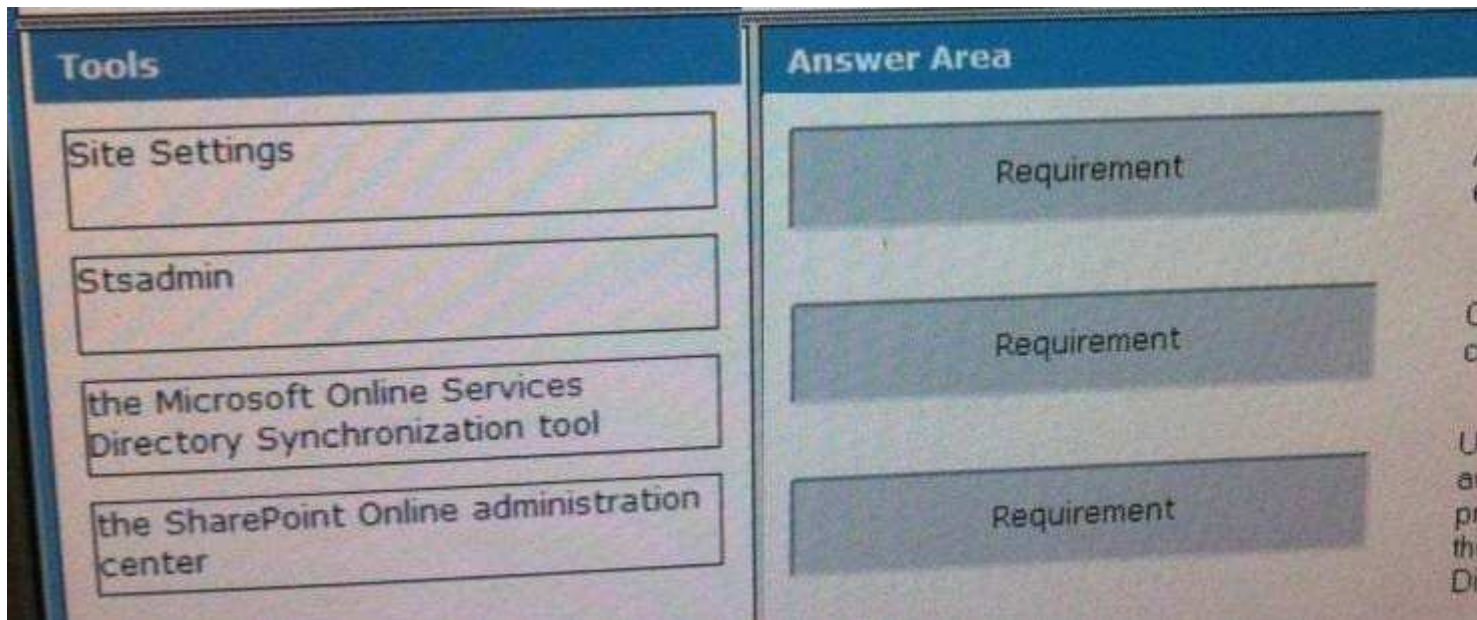 Tools
Answer Area
Site Settings
Requirement
Stsadmin
Requirement
the Microsoft Online Services
Directory Synchronization tool
Requirement
the SharePoint Online administration
center